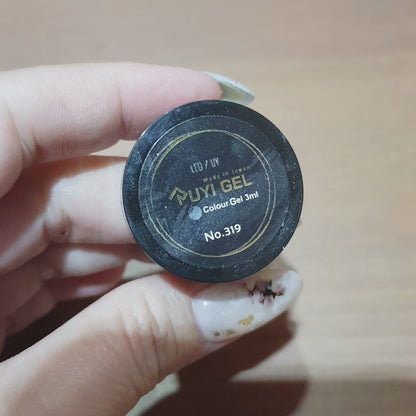 LED / UV
Made in Japan
PUYI GEL
Colour Gel 3ml
No.319